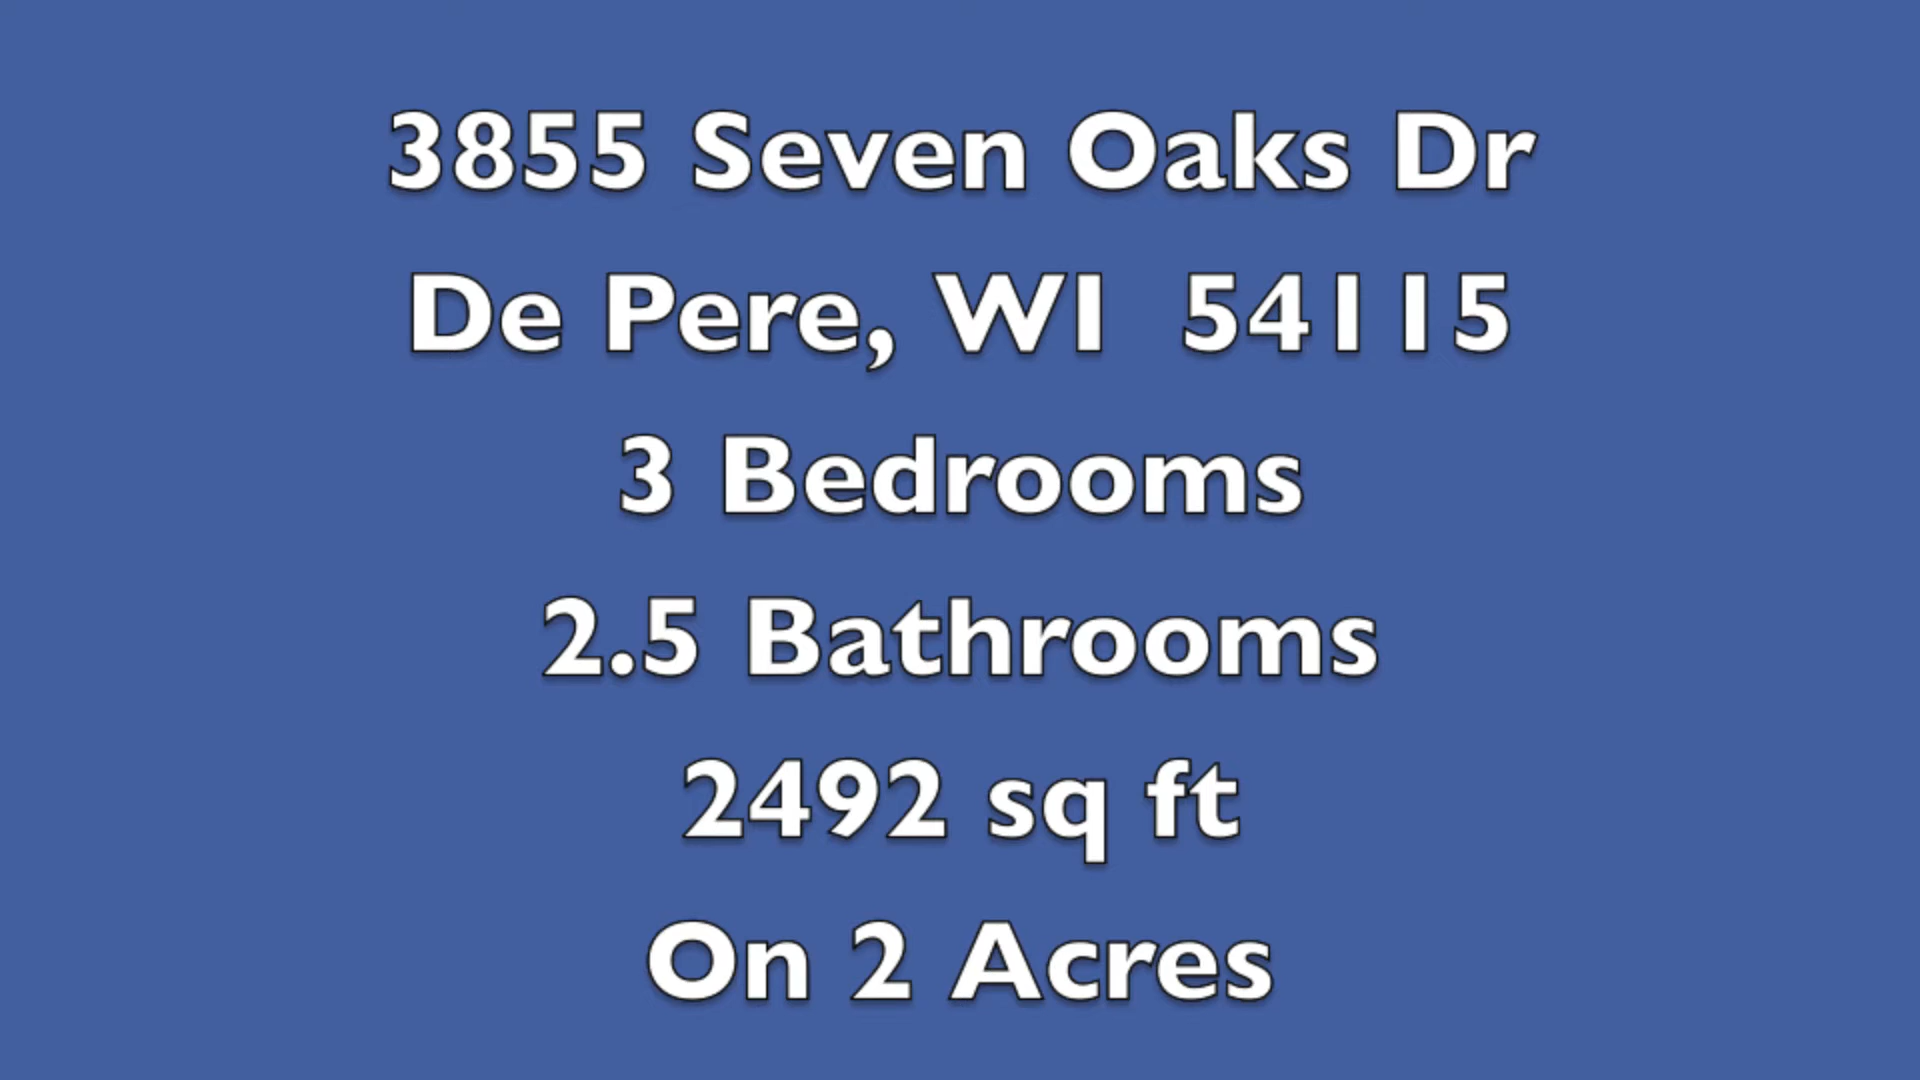 3855 Seven Oaks Dr
De Pere, WI 54115
3 Bedrooms
2.5 Bathrooms
2492 sq ft
On 2 Acres